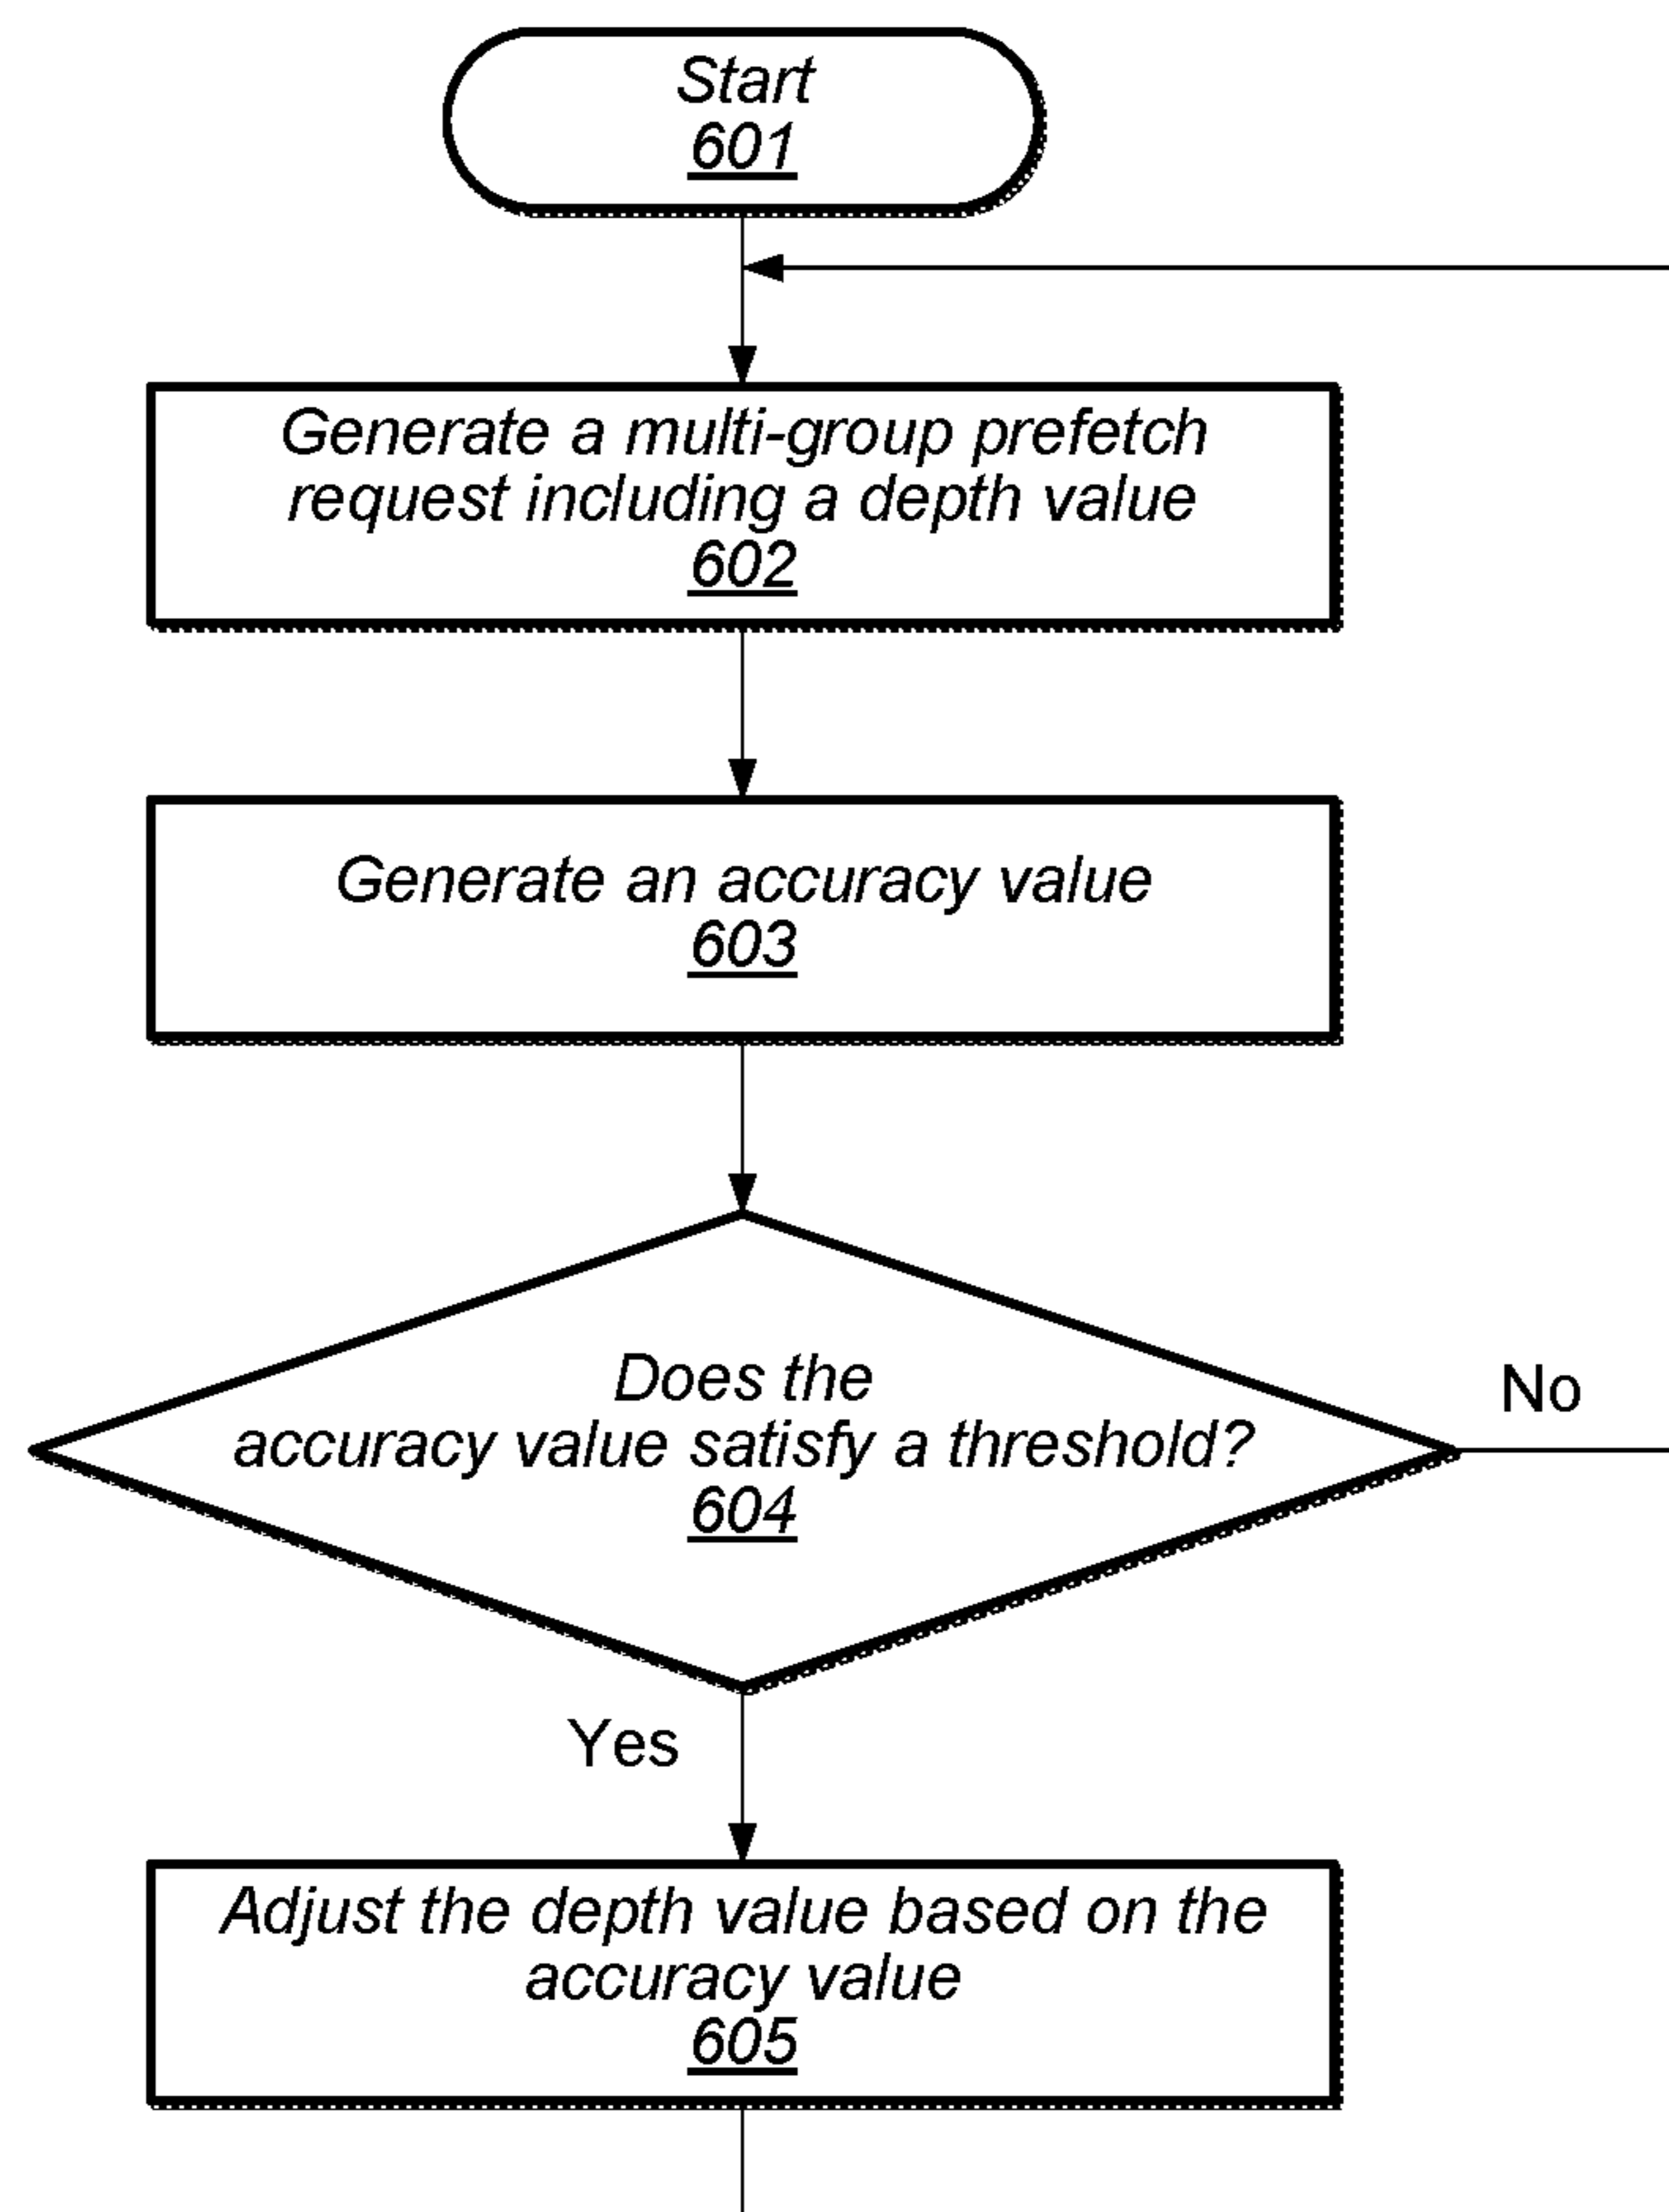 Start
601
Generate a multi-group prefetch
request including a depth value
602
Generate an accuracy value
603
Does the
accuracy value satisfy a threshold?
604
No
Yes
Adjust the depth value based on the
accuracy value
605